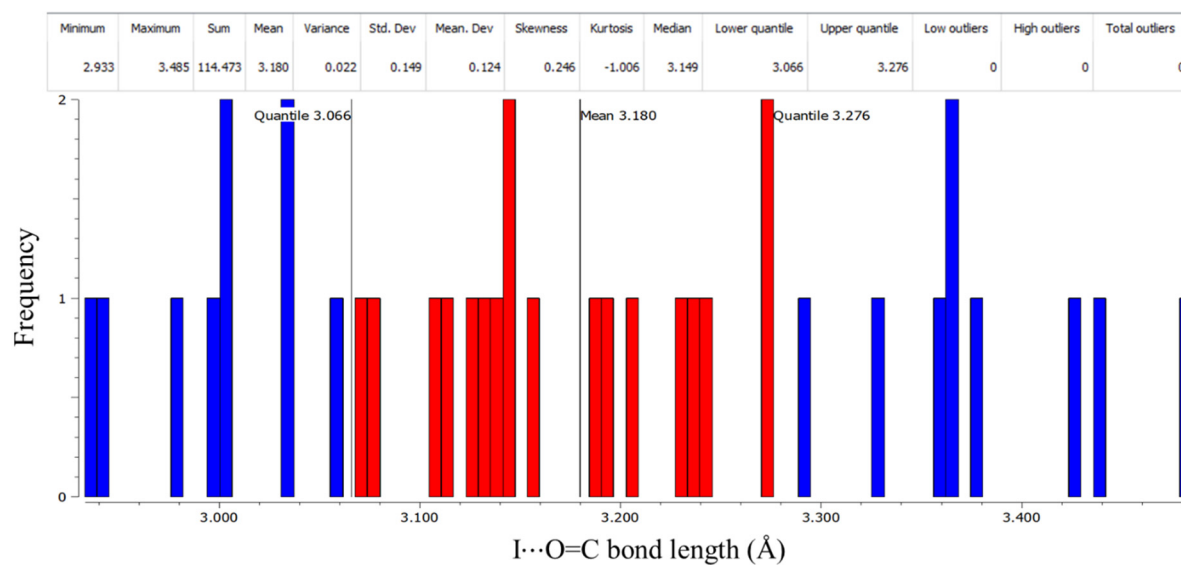 Minimum Maximum Sum Mean Variance Std. Dev Mean. Dev Skewness Kurtosis Median Lower quantile Upper quantile Low outliers High outliers Total outliers
2.933 3.485 114.473 3.180 0.022 0.149 0.124 0.246 -1.006 3.149 3.066 3.276 0 0
2
Quantile 3.066 Mean 3.180 Quantile 3.276
Frequency
1
0
3.000 3.100 3.200 3.300 3.400
I···O=C bond length (Å)